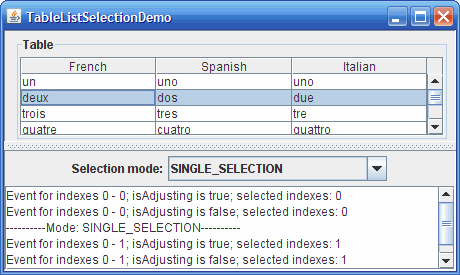 TableListSelectionDemo
Table
French Spanish Italian
un uno uno
deux dos due
trois tres tre
quatre cuatro quattro
Selection mode: SINGLE_SELECTION
Event for indexes 0 - 0; isAdjusting is true; selected indexes: 0
Event for indexes 0 - 0; isAdjusting is false; selected indexes: 0
----------Mode: SINGLE_SELECTION----------
Event for indexes 0 - 1; isAdjusting is true; selected indexes: 1
Event for indexes 0 - 1; isAdjusting is false; selected indexes: 1